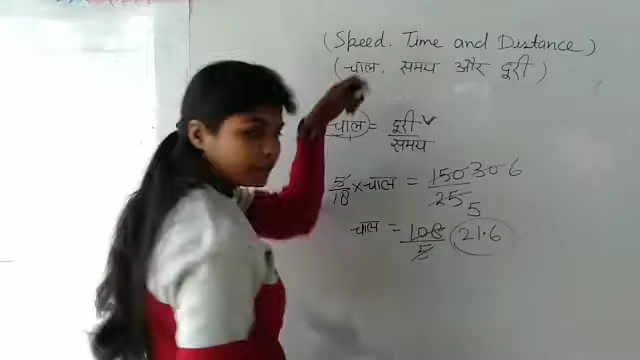 (Speed. Time and Distance)
(चाल. समय और दूरी)
चाल = दूरी / समय
5/18 × चाल = 150 30 6 / 25 5
चाल = 108/5 21.6